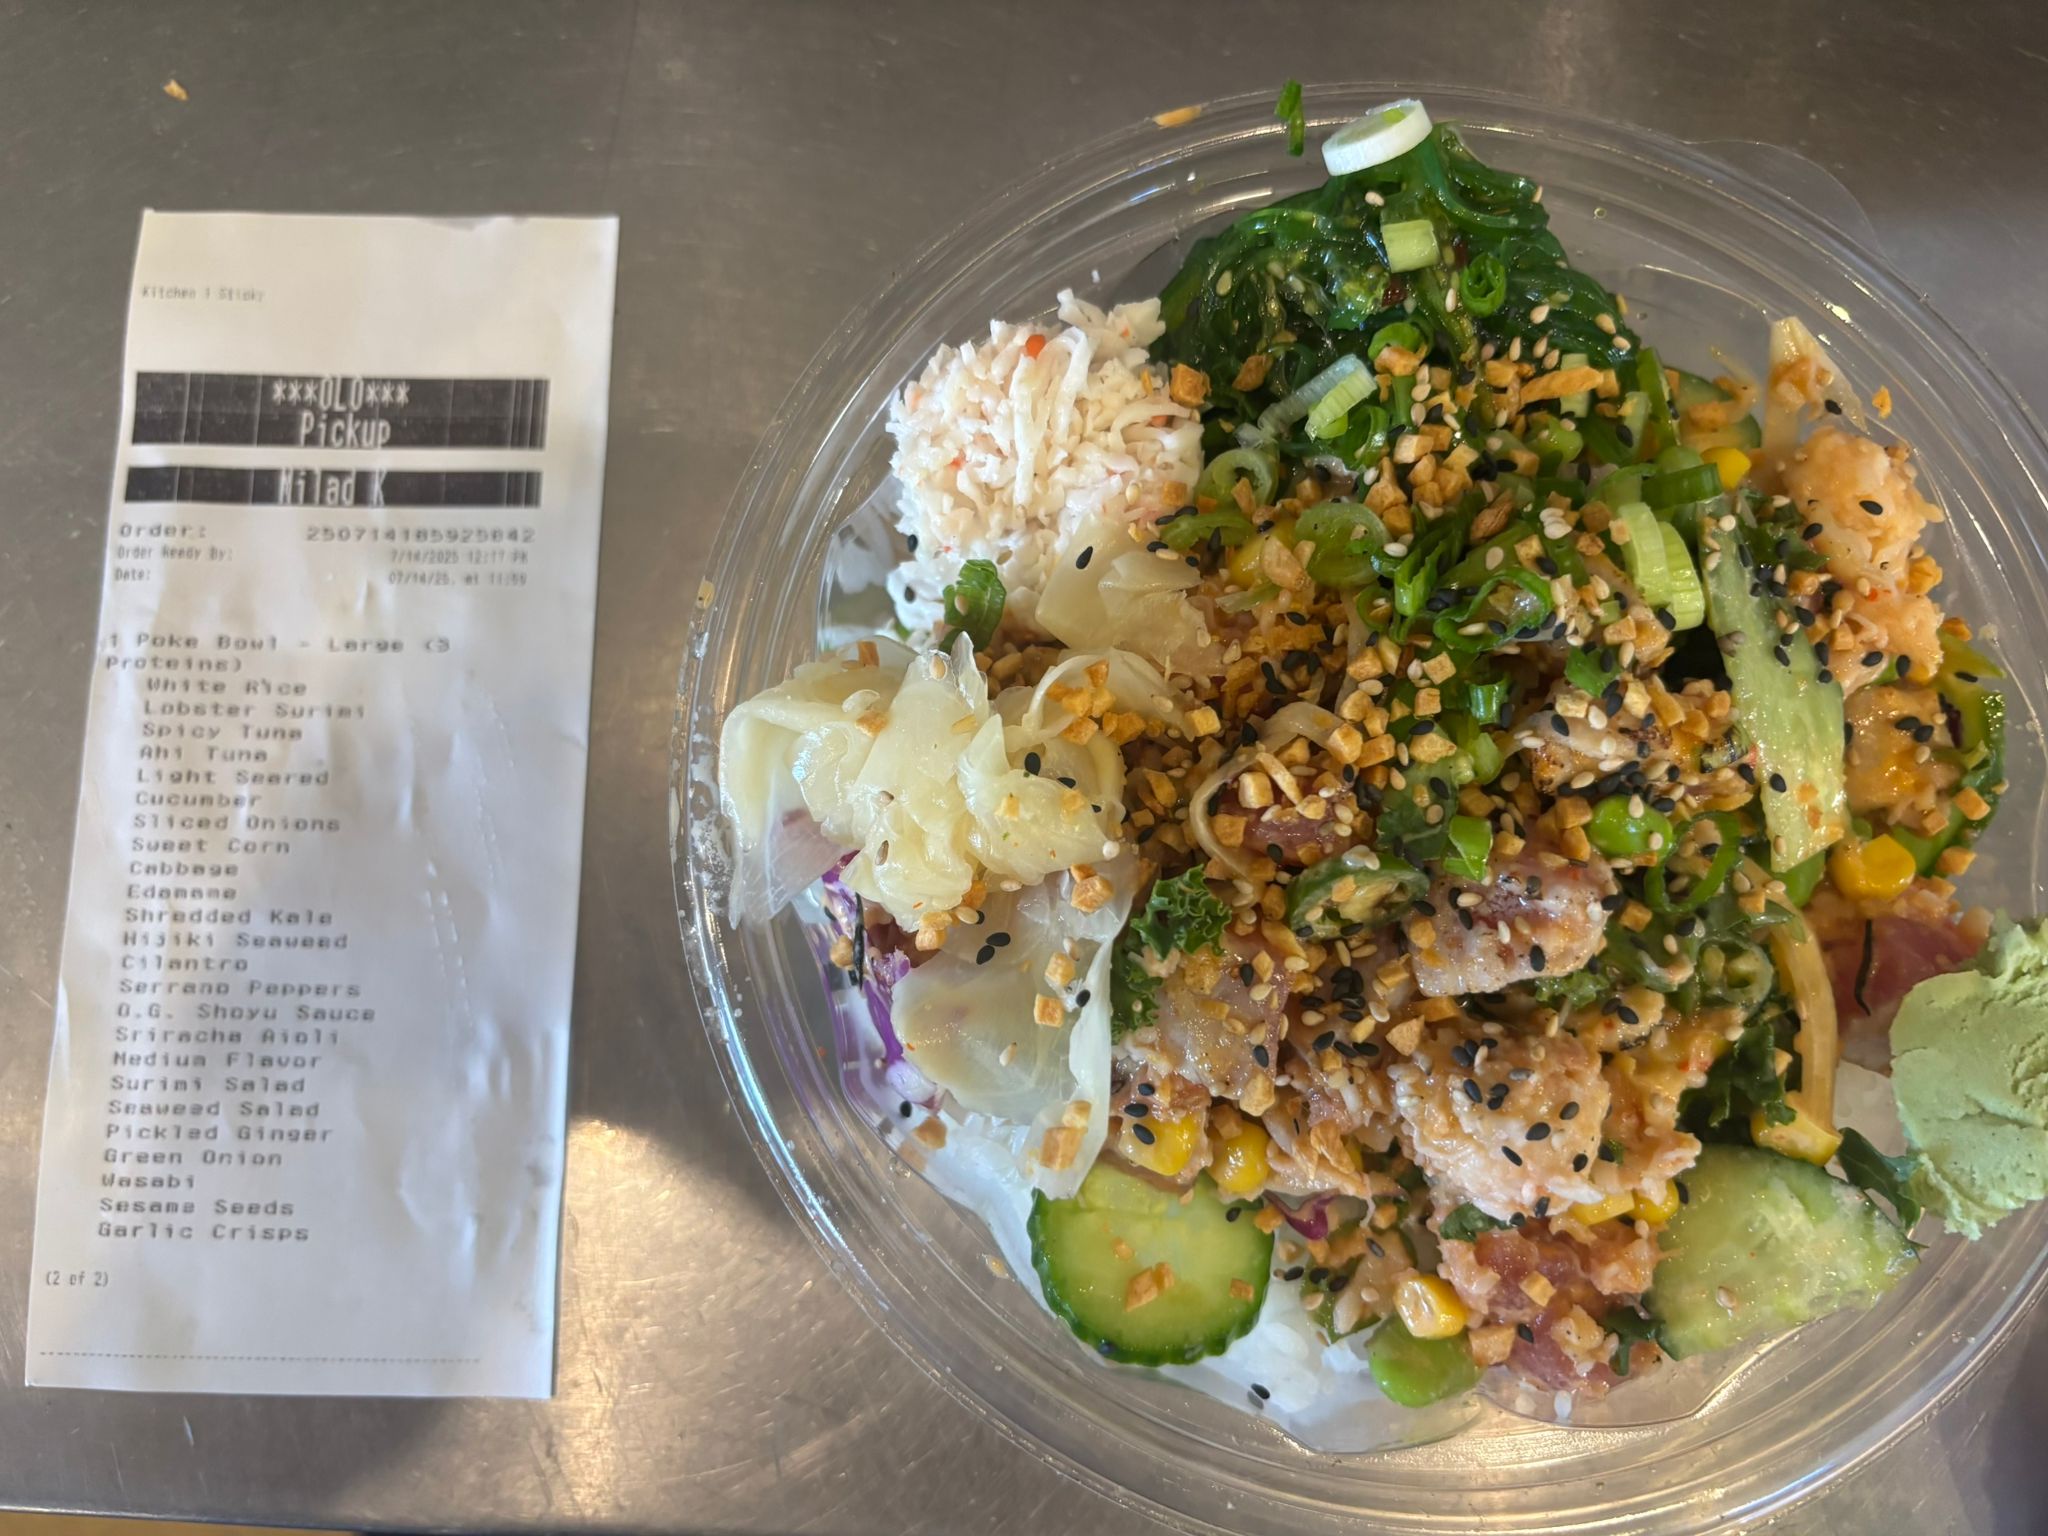 Kitchen 1 Sticky
***OLO***
Pickup
Milad K
Order: 250714185925842
Order Ready By: 7/14/2025 12:17 PM
Date: 07/14/25, at 11:59
1 Poke Bowl - Large (3
Proteins)
White Rice
Lobster Surimi
Spicy Tuna
Ahi Tuna
Light Seared
Cucumber
Sliced Onions
Sweet Corn
Cabbage
Edamame
Shredded Kale
Hijiki Seaweed
Cilantro
Serrano Peppers
O.G. Shoyu Sauce
Sriracha Aioli
Medium Flavor
Surimi Salad
Seaweed Salad
Pickled Ginger
Green Onion
Wasabi
Sesame Seeds
Garlic Crisps
(2 of 2)